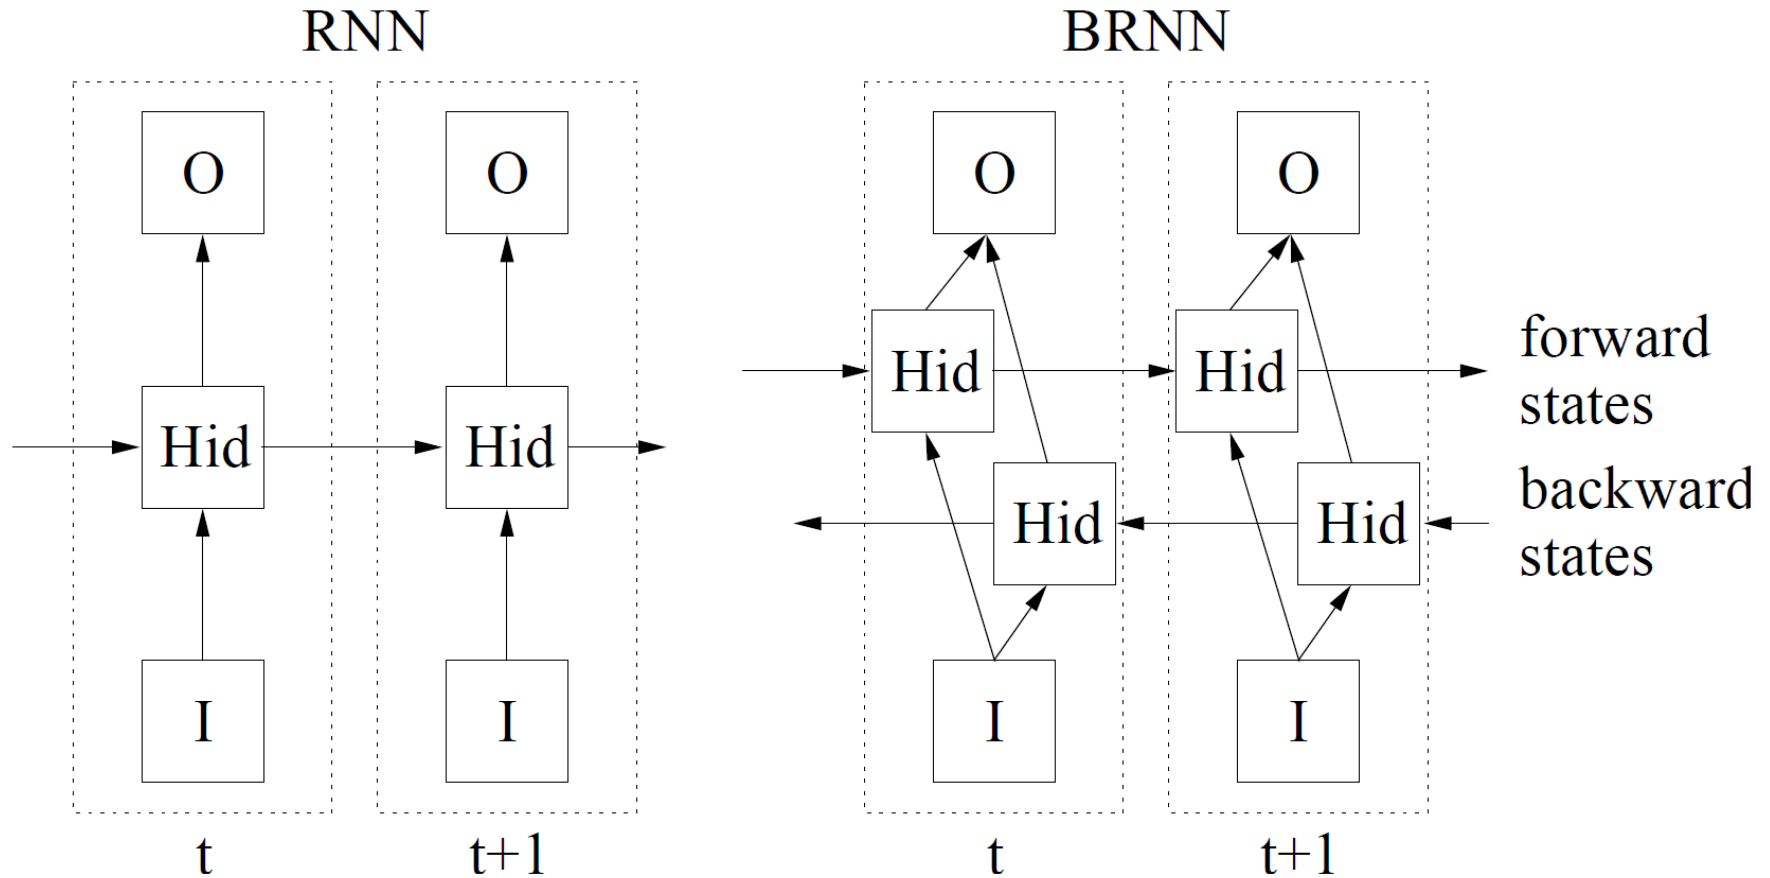 RNN
BRNN
O
O
O
O
Hid
Hid
Hid
Hid
forward
states
Hid
Hid
backward
states
I
I
I
I
t
t+1
t
t+1